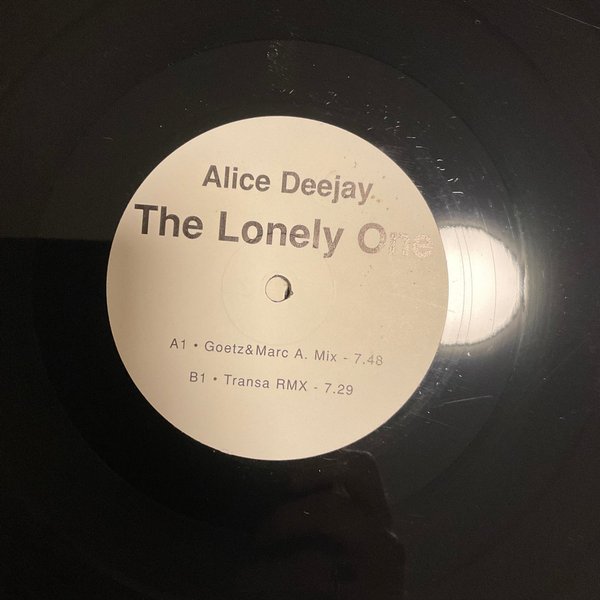 Alice Deejay
The Lonely One
A1 • Goetz&Marc A. Mix - 7.48
B1 • Transa RMX - 7.29